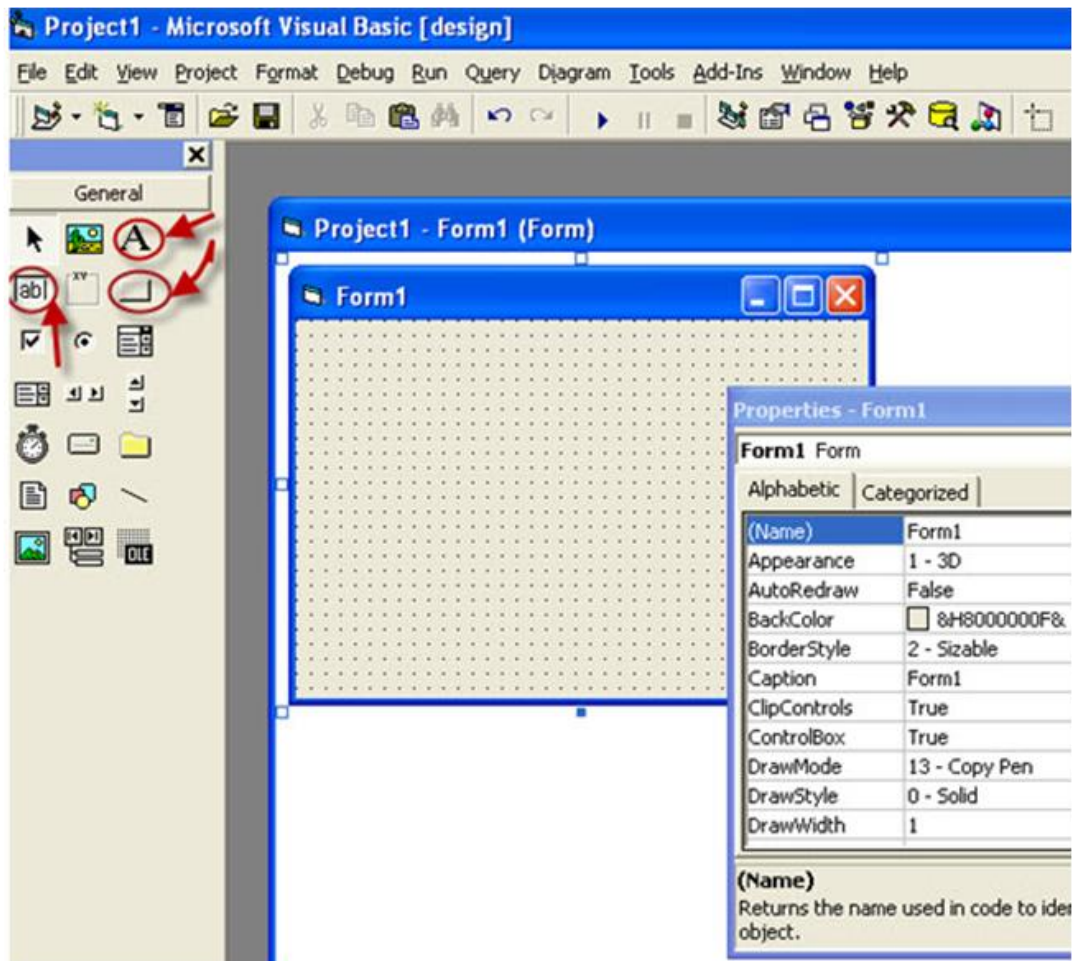 Project1 - Microsoft Visual Basic [design]
File Edit View Project Format Debug Run Query Diagram Tools Add-Ins Window Help
General
A
ab
XY
OLE
Project1 - Form1 (Form)
Form1
Properties - Form1
Form1 Form
Alphabetic Categorized
(Name) Form1
Appearance 1 - 3D
AutoRedraw False
BackColor &H8000000F&
BorderStyle 2 - Sizable
Caption Form1
ClipControls True
ControlBox True
DrawMode 13 - Copy Pen
DrawStyle 0 - Solid
DrawWidth 1
(Name)
Returns the name used in code to iden
object.